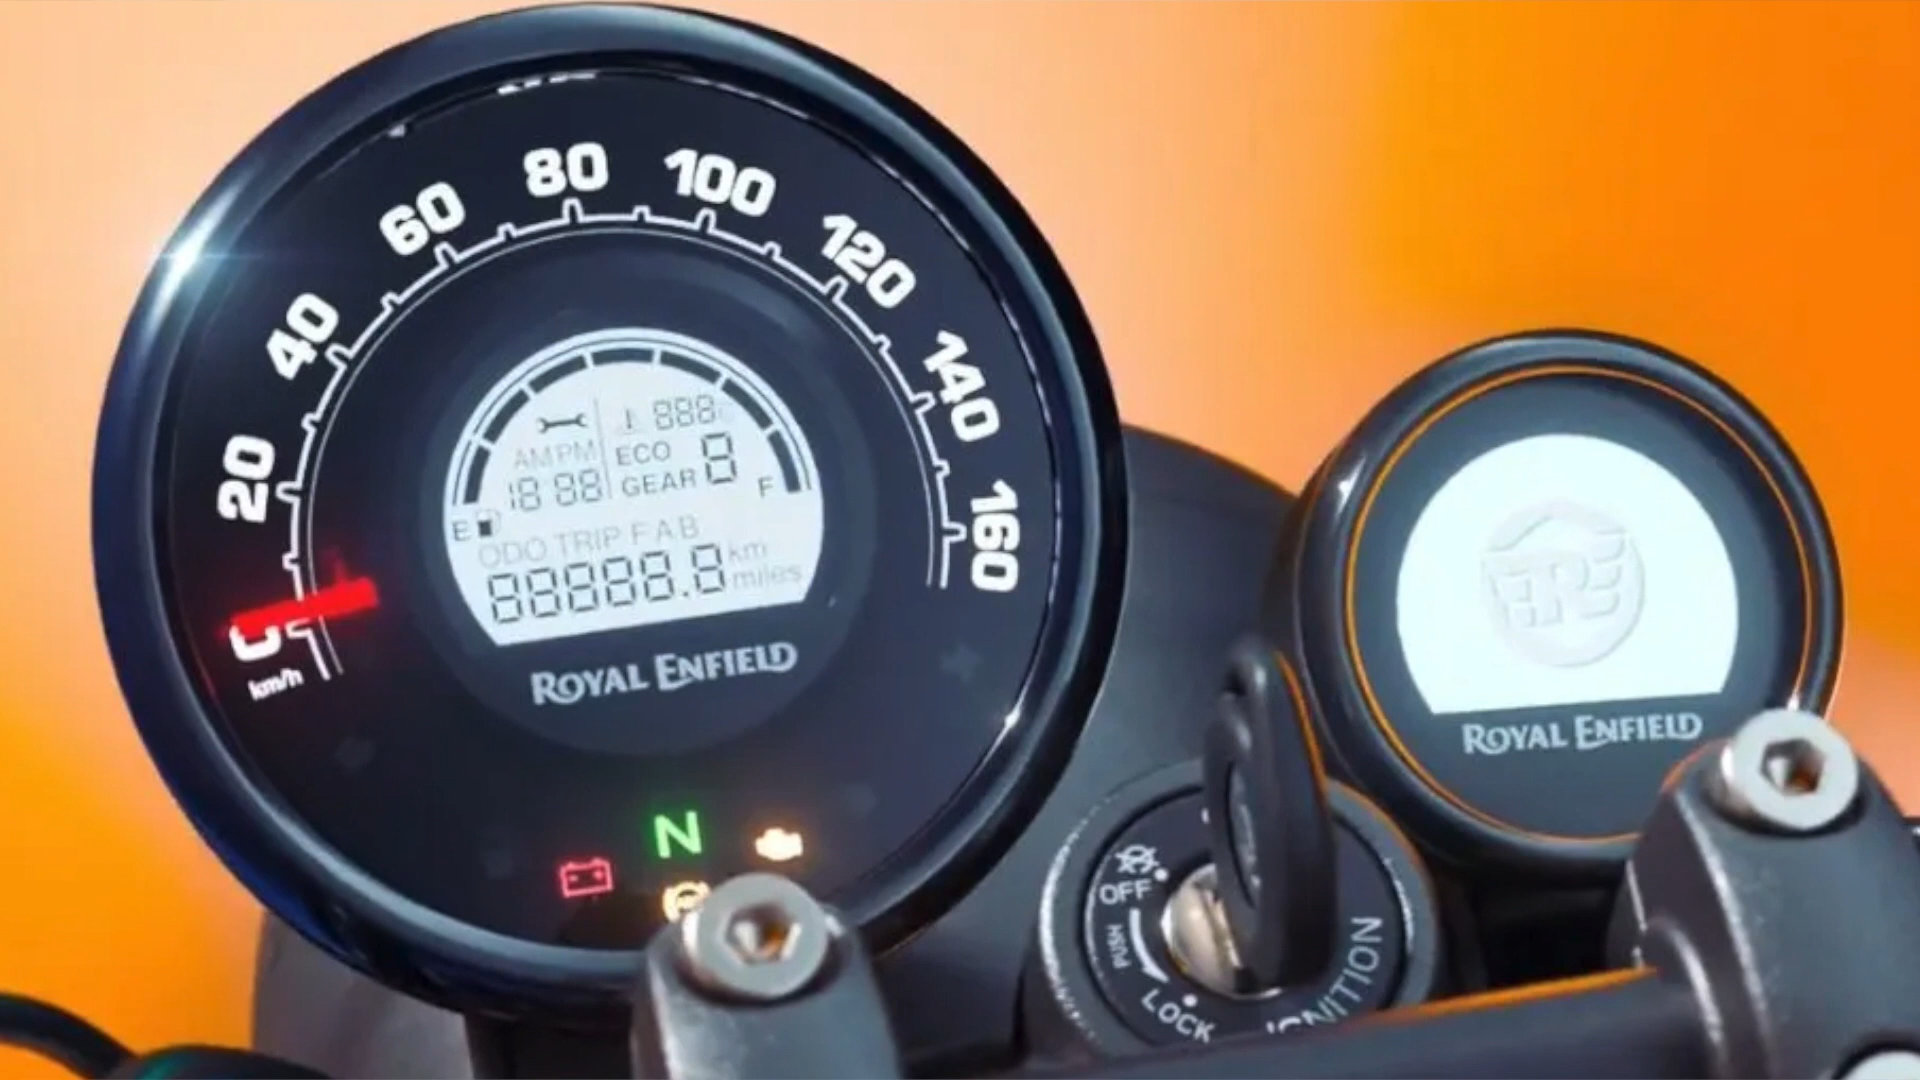 80
100
60
120
40
140
20
160
0
km/h
888
AM PM
ECO
8
18 88
GEAR
E
F
ODO TRIP F A B
88888.8
km
miles
ROYAL ENFIELD
N
RE
ROYAL ENFIELD
OFF
PUSH
LOCK
IGNITION